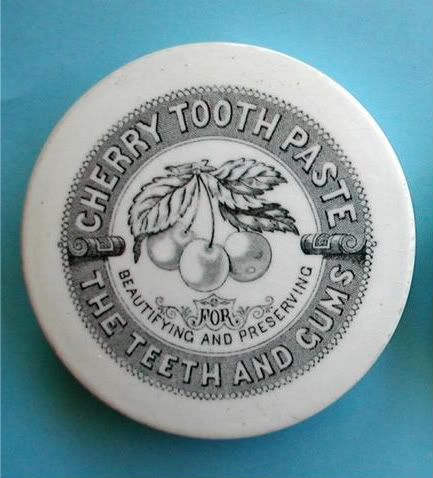 CHERRY TOOTH PASTE
FOR
BEAUTIFYING AND PRESERVING
THE TEETH AND GUMS